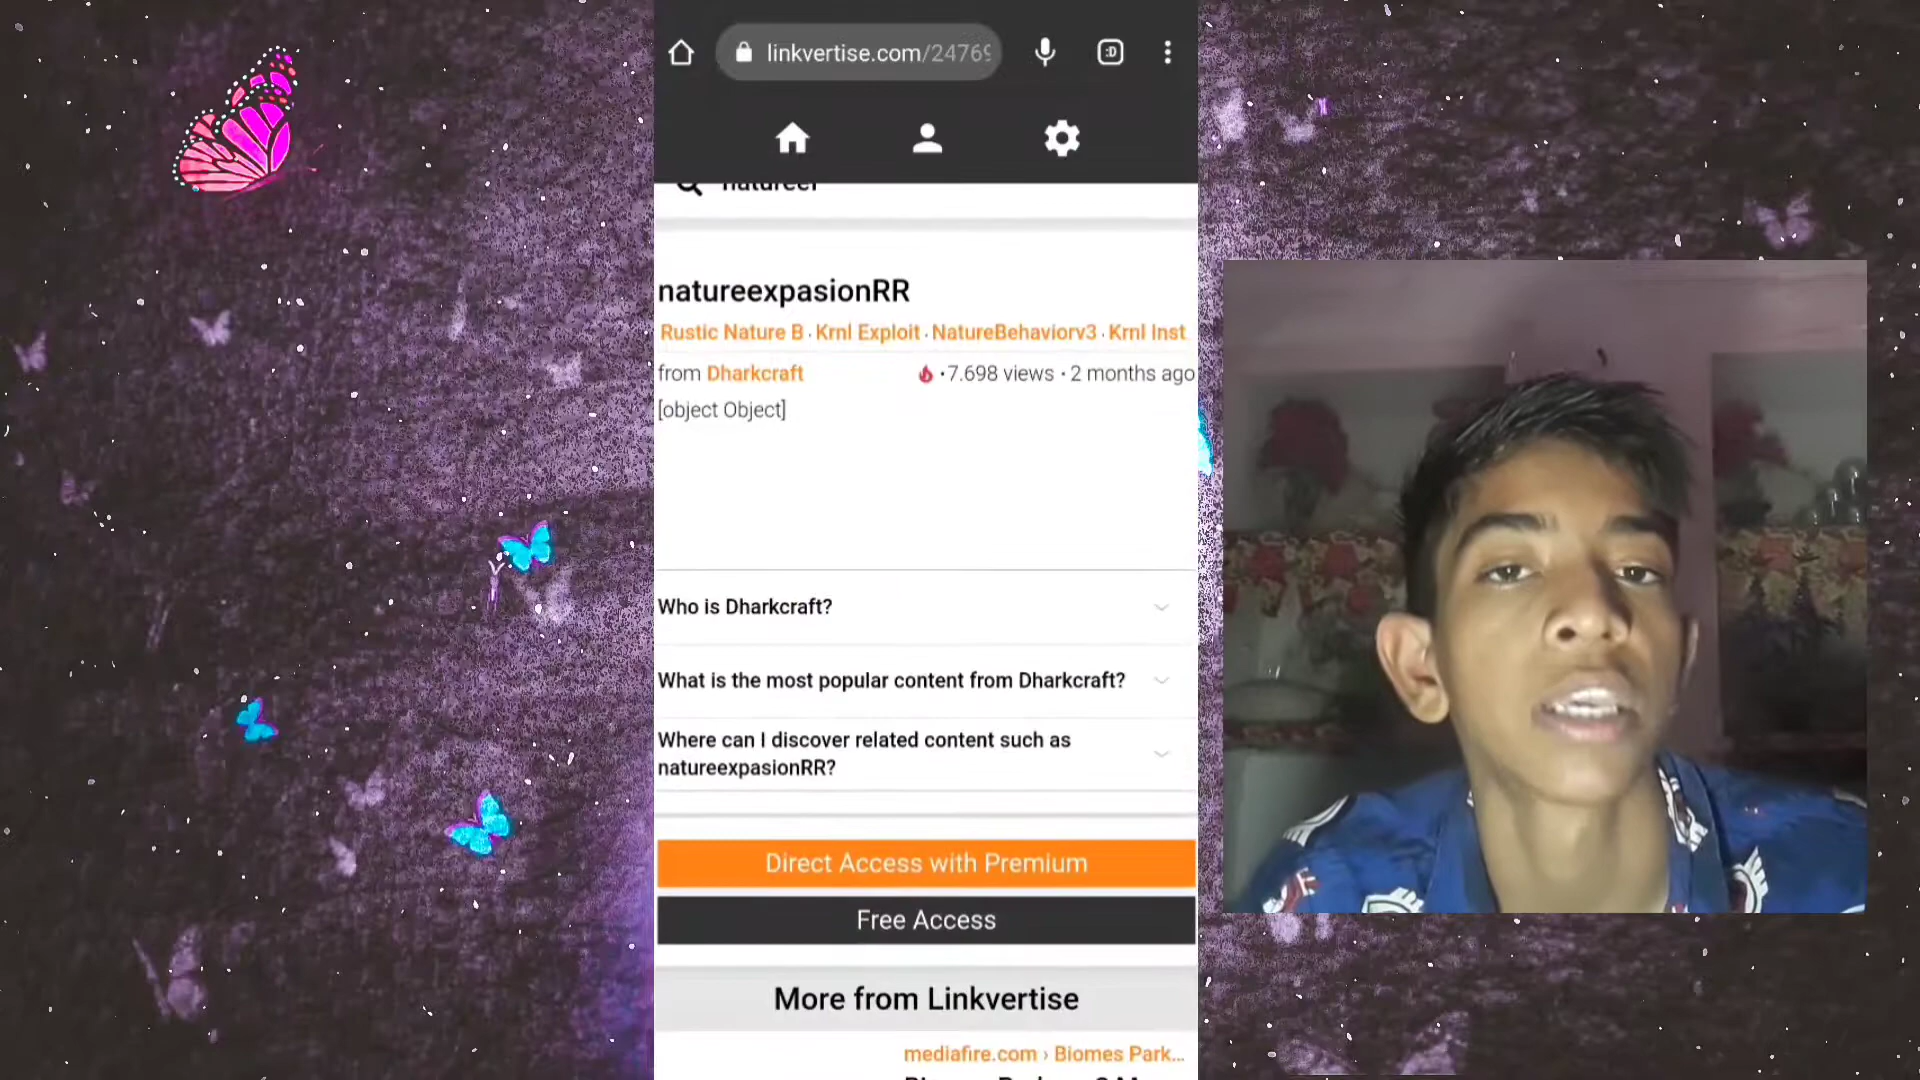 linkvertise.com/24769
:D
natureexpasionRR
Rustic Nature B · Krnl Exploit · NatureBehaviorv3 · Krnl Inst
from Dharkcraft
· 7.698 views · 2 months ago
[object Object]
Who is Dharkcraft?
What is the most popular content from Dharkcraft?
Where can I discover related content such as
natureexpasionRR?
Direct Access with Premium
Free Access
More from Linkvertise
mediafire.com › Biomes Park...